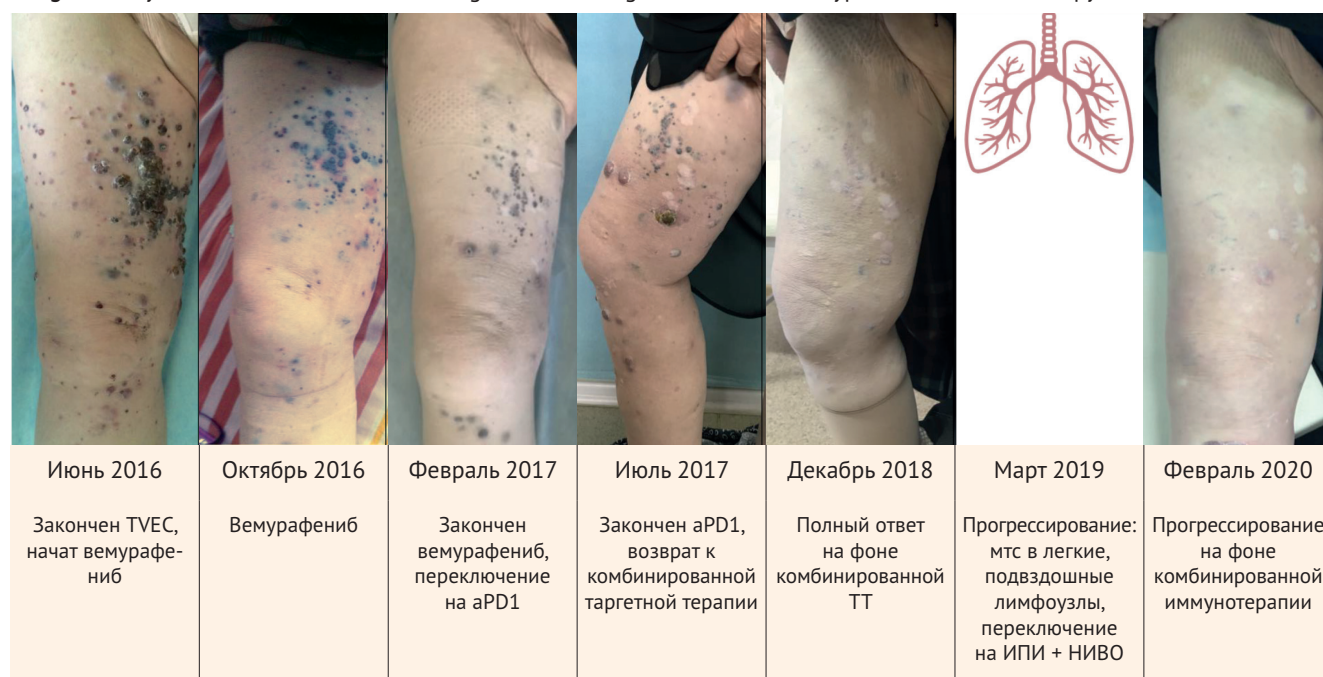 Июнь 2016
Закончен TVEC,
начат вемурафе-
ниб
Октябрь 2016
Вемурафениб
Февраль 2017
Закончен
вемурафениб,
переключение
на aPD1
Июль 2017
Закончен aPD1,
возврат к
комбинированной
таргетной терапии
Декабрь 2018
Полный ответ
на фоне
комбинированной
ТТ
Март 2019
Прогрессирование:
мтс в легкие,
подвздошные
лимфоузлы,
переключение
на ИПИ + НИВО
Февраль 2020
Прогрессирование
на фоне
комбинированной
иммунотерапии